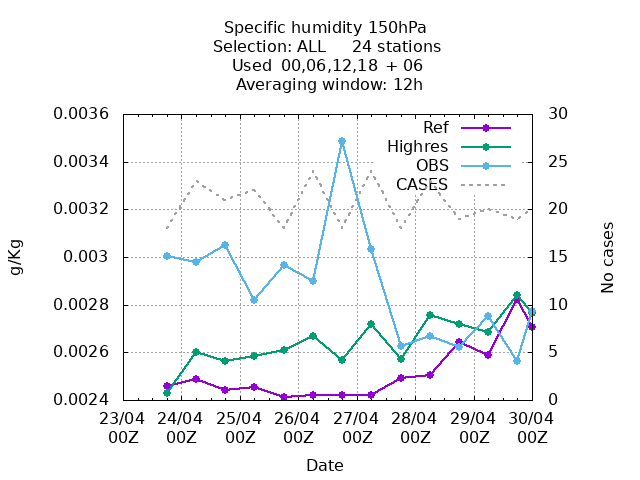 Specific humidity 150hPa
Selection: ALL 24 stations
Used 00,06,12,18 + 06
Averaging window: 12h
0.0036
0.0034
0.0032
0.003
0.0028
0.0026
0.0024
30
25
20
15
10
5
0
Ref
Highres
OBS
CASES
g/Kg
No cases
23/04 24/04 25/04 26/04 27/04 28/04 29/04 30/04
00Z 00Z 00Z 00Z 00Z 00Z 00Z 00Z
Date